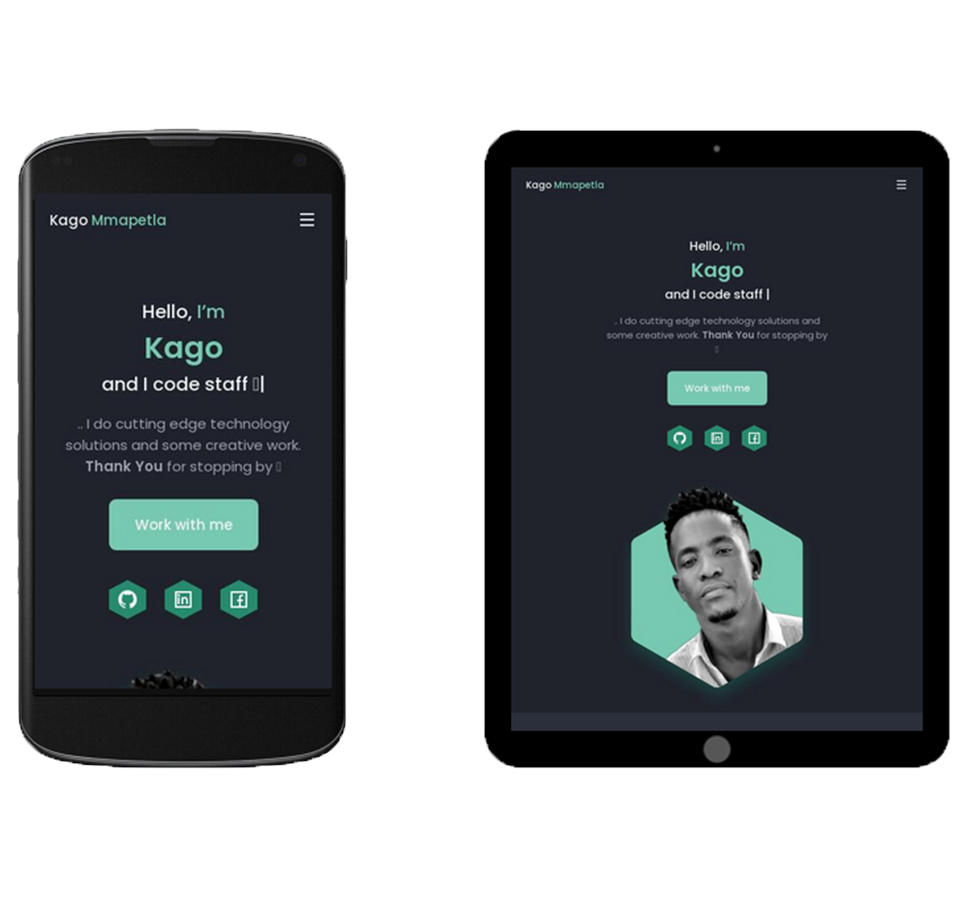 Kago Mmapetla
Hello, I'm
Kago
and I code staff ▯|
.. I do cutting edge technology
solutions and some creative work.
Thank You for stopping by ▯
Work with me
Kago Mmapetla
Hello, I'm
Kago
and I code staff |
.. I do cutting edge technology solutions and
some creative work. Thank You for stopping by
▯
Work with me